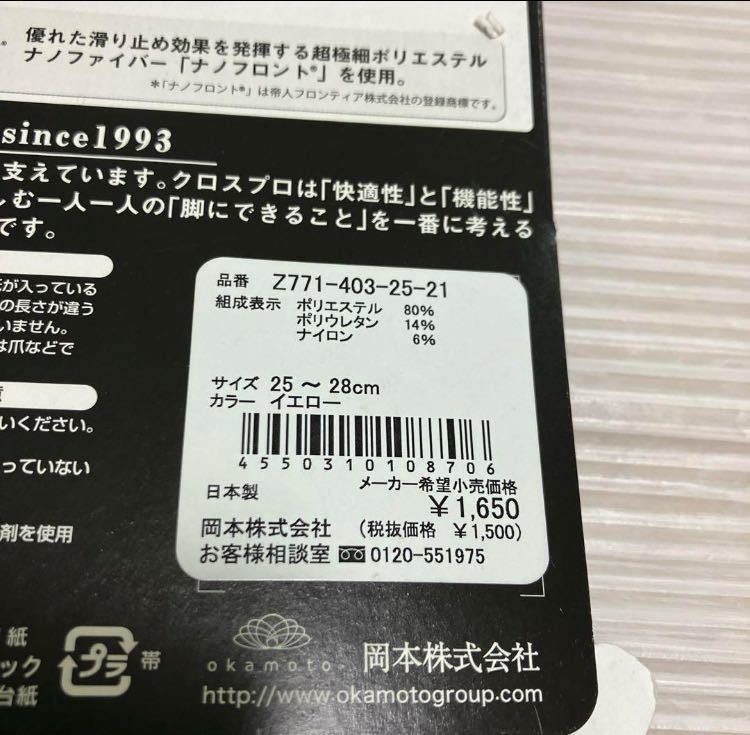 優れた滑り止め効果を発揮する超極細ポリエステル
ナノファイバー「ナノフロント®」を使用。
＊「ナノフロント®」は帝人フロンティア株式会社の登録商標です。
since1993
支えています。クロスプロは「快適性」と「機能性」
しむ一人一人の「脚にできること」を一番に考える
です。
が入っている
の長さが違う
いません。
は爪などで
いください。
っていない
剤を使用
品番 Z771-403-25-21
組成表示 ポリエステル 80%
ポリウレタン 14%
ナイロン 6%
サイズ 25 〜 28cm
カラー イエロー
4550310108706
メーカー希望小売価格
日本製 ￥1,650
岡本株式会社 (税抜価格 ￥1,500)
お客様相談室 0120-551975
紙
ック
台紙
プラ 帯
okamoto
岡本株式会社
http://www.okamotogroup.com